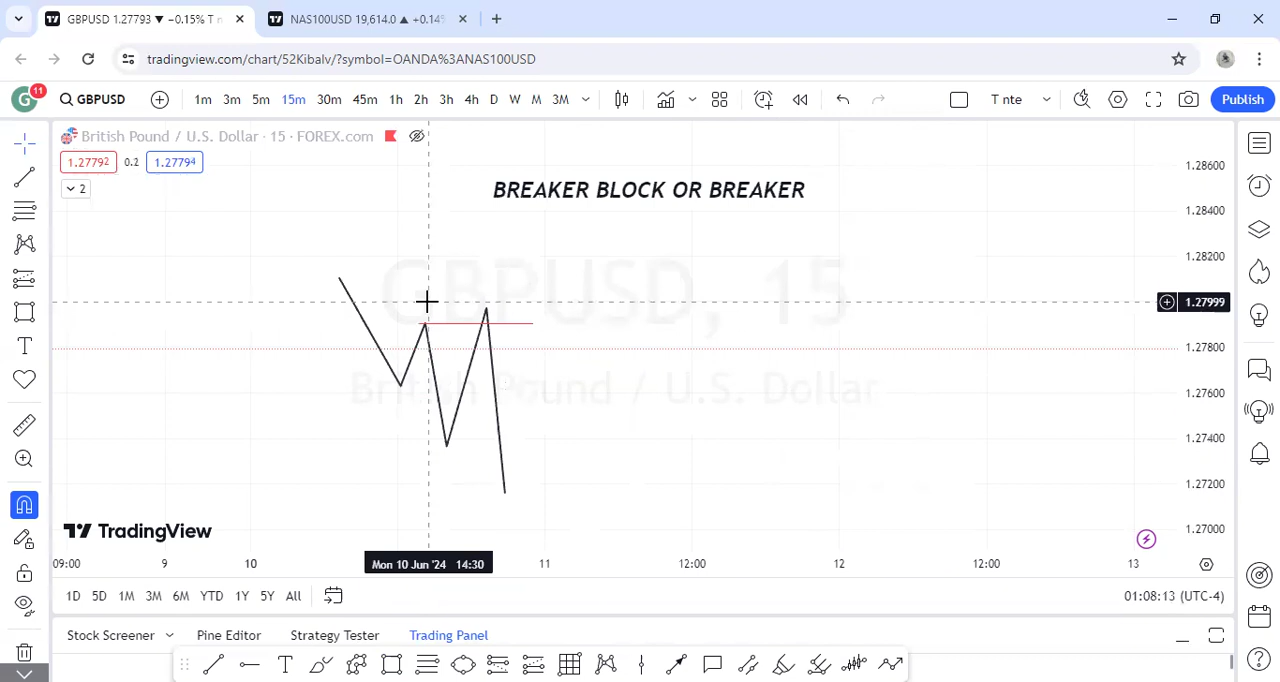 GBPUSD 1.27793 ▼ −0.15% T n
NAS100USD 19,614.0 ▲ +0.14%
tradingview.com/chart/52Kibalv/?symbol=OANDA%3ANAS100USD
G 11
GBPUSD
1m 3m 5m 15m 30m 45m 1h 2h 3h 4h D W M 3M
T nte
Publish
British Pound / U.S. Dollar · 15 · FOREX.com
1.27792 0.2 1.27794
2
BREAKER BLOCK OR BREAKER
GBPUSD, 15
British Pound / U.S. Dollar
1.28600
1.28400
1.28200
1.27999
1.27800
1.27600
1.27400
1.27200
1.27000
TradingView
09:00 9 10 Mon 10 Jun '24 14:30 11 12:00 12 12:00 13
1D 5D 1M 3M 6M YTD 1Y 5Y All
01:08:13 (UTC-4)
Stock Screener Pine Editor Strategy Tester Trading Panel